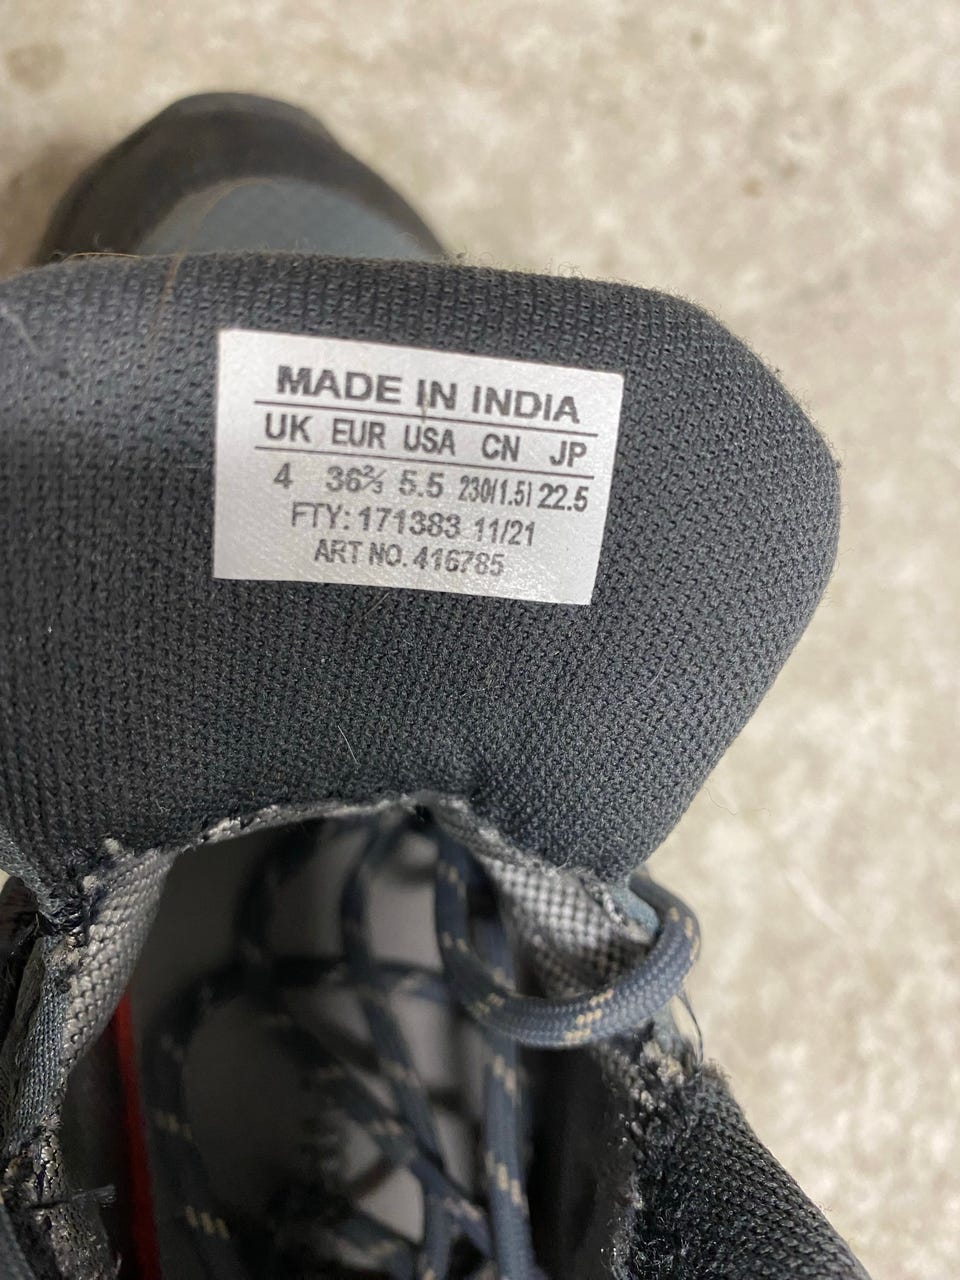 MADE IN INDIA
UK EUR USA CN JP
4 36⅔ 5.5 230(1.5) 22.5
FTY: 171383 11/21
ART NO. 416785